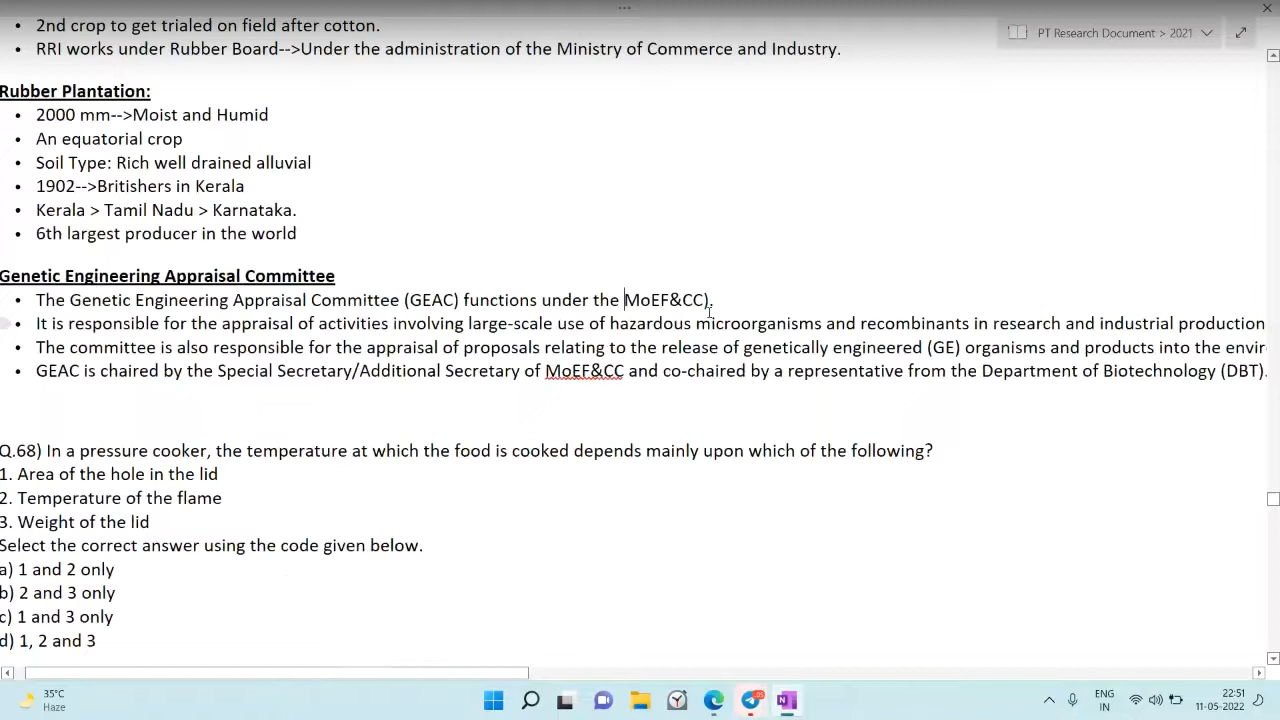 • 2nd crop to get trialed on field after cotton.
• RRI works under Rubber Board-->Under the administration of the Ministry of Commerce and Industry.
PT Research Document > 2021
Rubber Plantation:
• 2000 mm-->Moist and Humid
• An equatorial crop
• Soil Type: Rich well drained alluvial
• 1902-->Britishers in Kerala
• Kerala > Tamil Nadu > Karnataka.
• 6th largest producer in the world
Genetic Engineering Appraisal Committee
• The Genetic Engineering Appraisal Committee (GEAC) functions under the MoEF&CC).
• It is responsible for the appraisal of activities involving large-scale use of hazardous microorganisms and recombinants in research and industrial production
• The committee is also responsible for the appraisal of proposals relating to the release of genetically engineered (GE) organisms and products into the envir
• GEAC is chaired by the Special Secretary/Additional Secretary of MoEF&CC and co-chaired by a representative from the Department of Biotechnology (DBT).
Q.68) In a pressure cooker, the temperature at which the food is cooked depends mainly upon which of the following?
1. Area of the hole in the lid
2. Temperature of the flame
3. Weight of the lid
Select the correct answer using the code given below.
a) 1 and 2 only
b) 2 and 3 only
c) 1 and 3 only
d) 1, 2 and 3
35°C
Haze
ENG
IN
22:51
11-05-2022